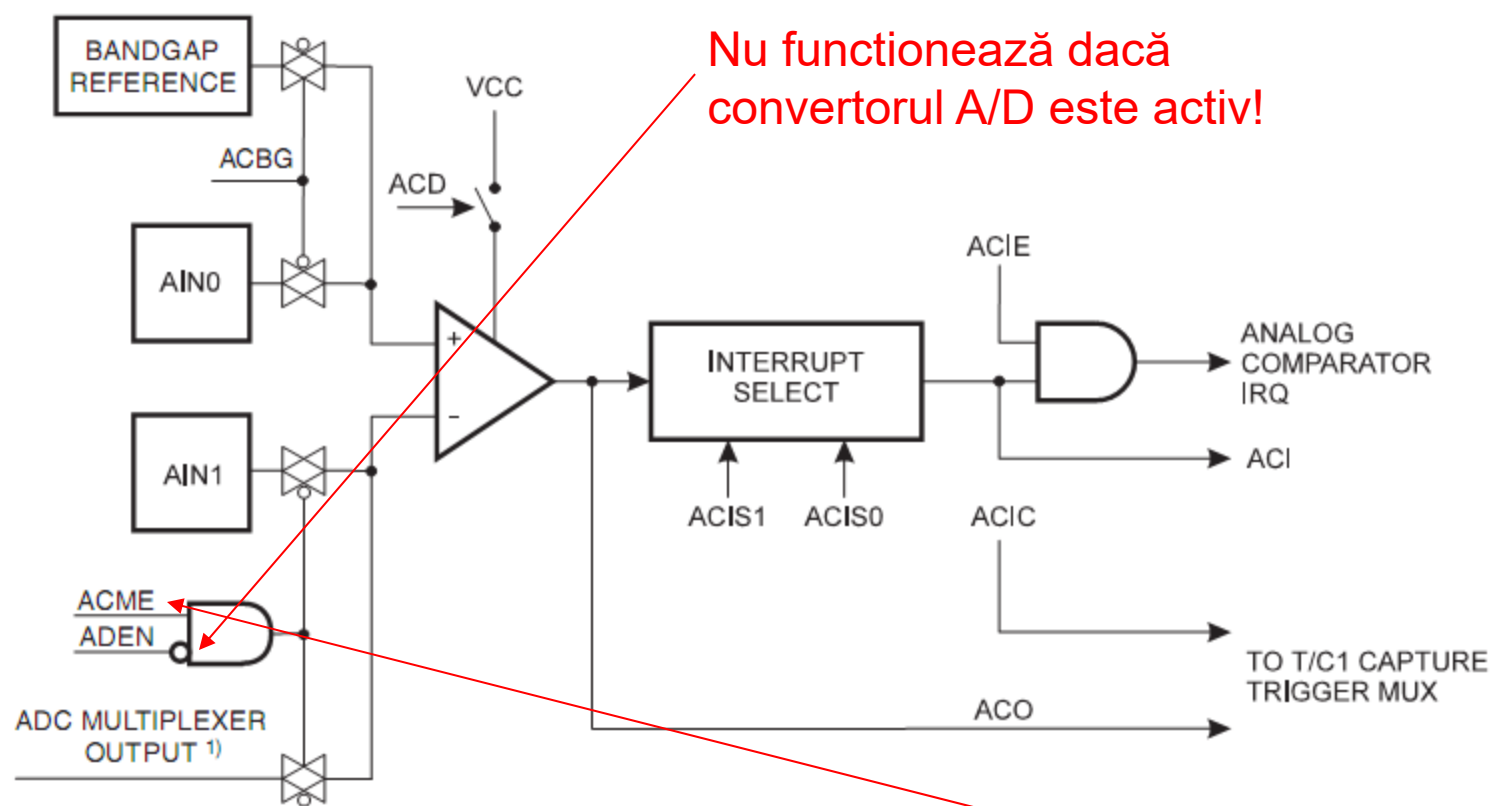 BANDGAP
REFERENCE
Nu functionează dacă
convertorul A/D este activ!
VCC
ACBG
ACD
AIN0
ACIE
+
INTERRUPT
SELECT
ANALOG
COMPARATOR
IRQ
-
AIN1
ACI
ACIS1 ACIS0
ACIC
ACME
ADEN
TO T/C1 CAPTURE
TRIGGER MUX
ACO
ADC MULTIPLEXER
OUTPUT 1)